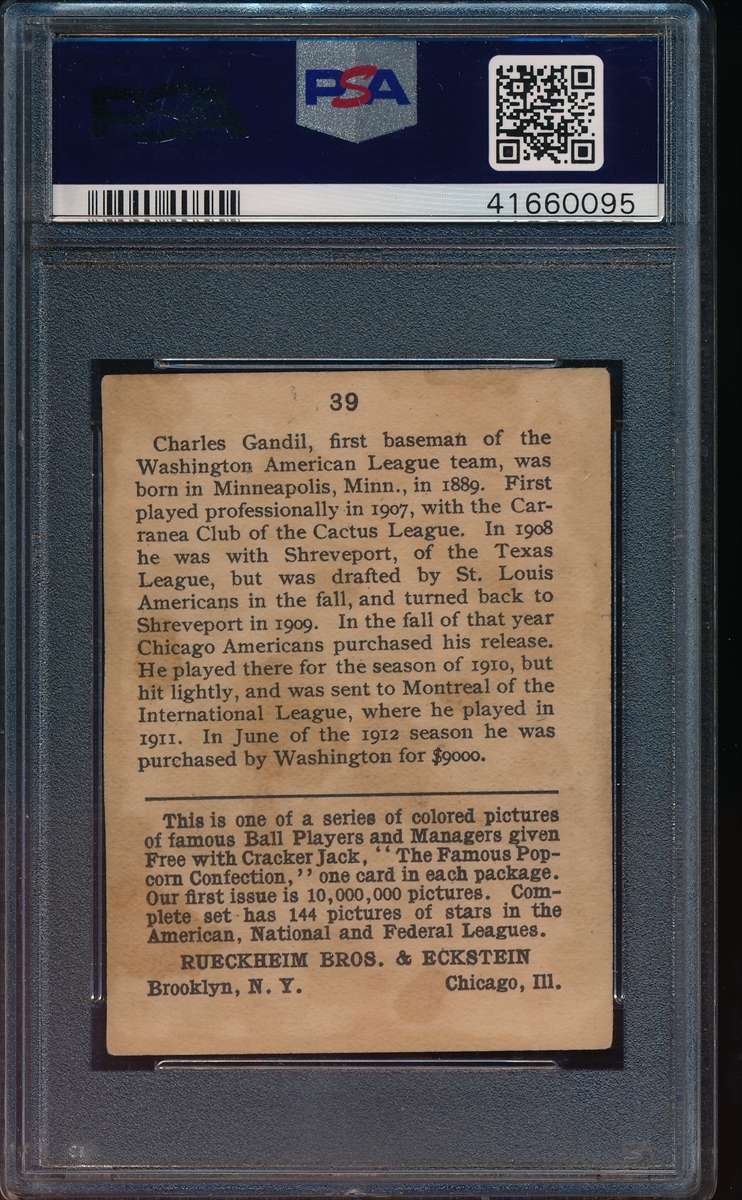 PSA
PSA
41660095
39
Charles Gandil, first baseman of the
Washington American League team, was
born in Minneapolis, Minn., in 1889. First
played professionally in 1907, with the Car-
ranea Club of the Cactus League. In 1908
he was with Shreveport, of the Texas
League, but was drafted by St. Louis
Americans in the fall, and turned back to
Shreveport in 1909. In the fall of that year
Chicago Americans purchased his release.
He played there for the season of 1910, but
hit lightly, and was sent to Montreal of the
International League, where he played in
1911. In June of the 1912 season he was
purchased by Washington for $9000.
This is one of a series of colored pictures
of famous Ball Players and Managers given
Free with Cracker Jack, “The Famous Pop-
corn Confection,” one card in each package.
Our first issue is 10,000,000 pictures. Com-
plete set has 144 pictures of stars in the
American, National and Federal Leagues.
RUECKHEIM BROS. & ECKSTEIN
Brooklyn, N. Y. Chicago, Ill.